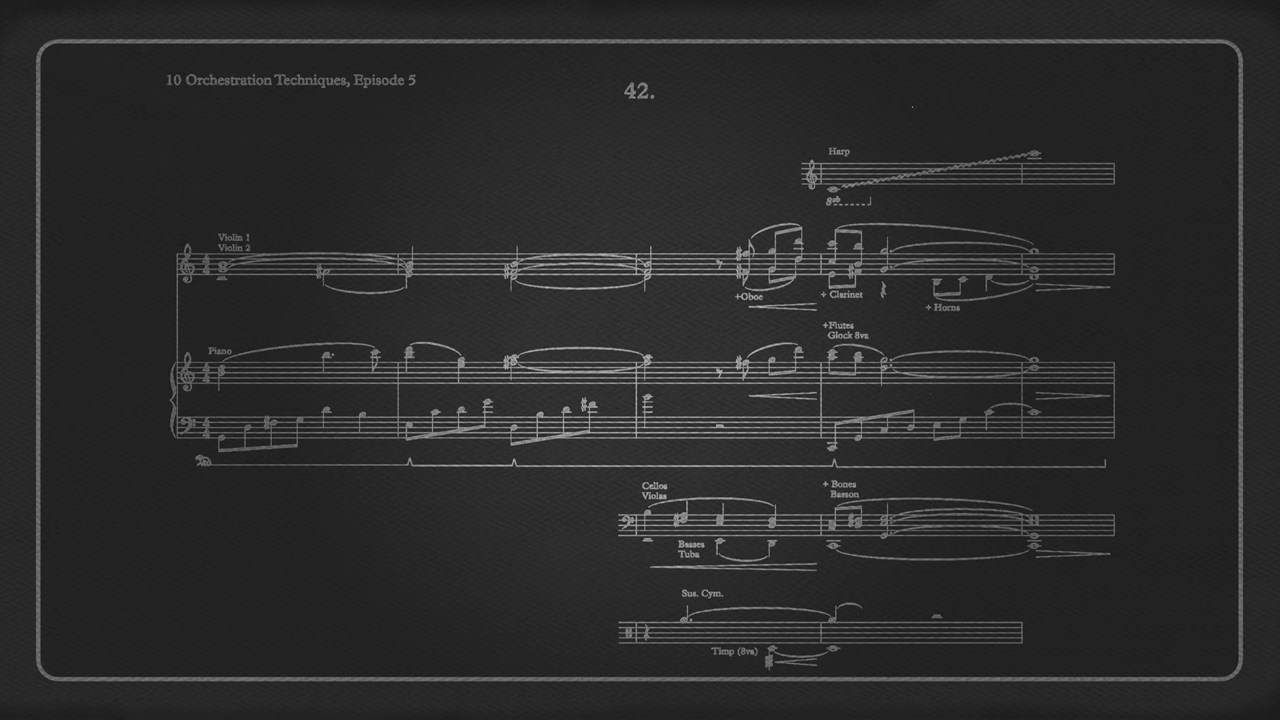 10 Orchestration Techniques, Episode 5
42.
Harp
8vb
Violin 1
Violin 2
+Oboe
+ Clarinet
+ Horns
+Flutes
Glock 8va
Piano
Cellos
Violas
+ Bones
Basson
Basses
Tuba
Sus. Cym.
Timp (8va)